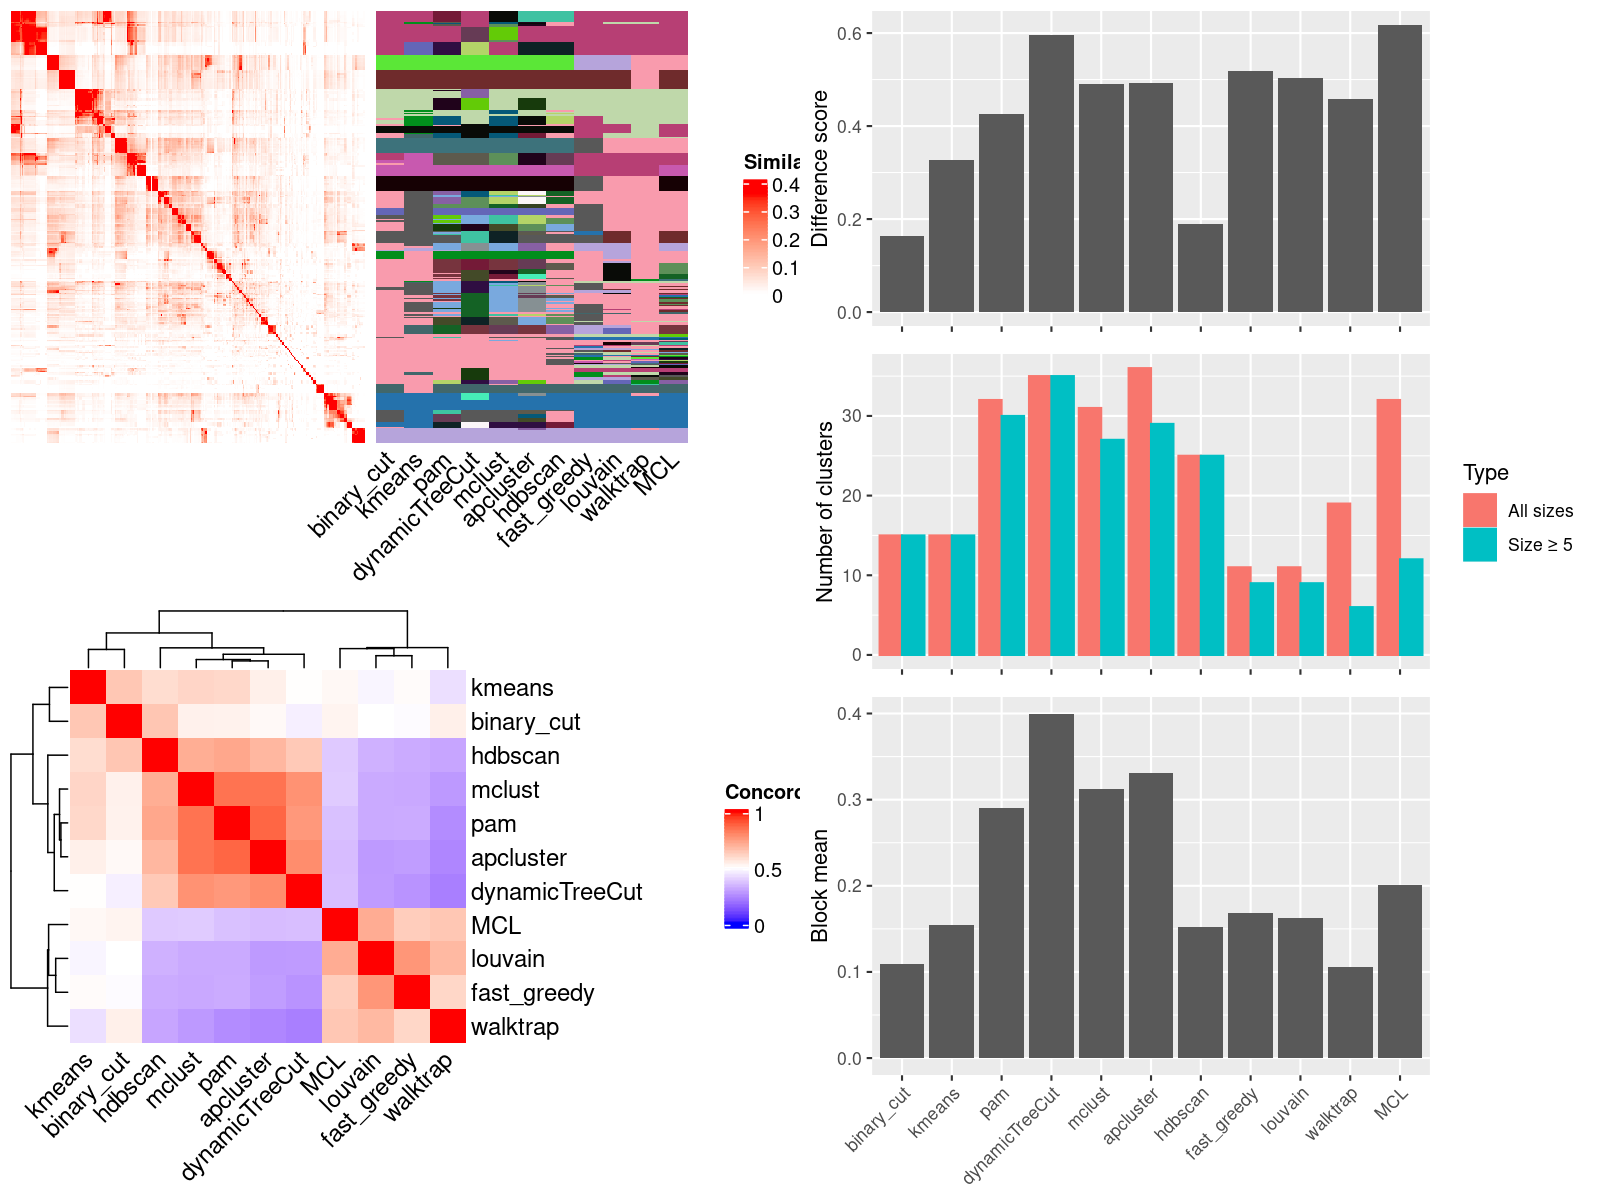 Simila
0.4
0.3
0.2
0.1
0
binary_cut
kmeans
pam
dynamicTreeCut
mclust
apcluster
hdbscan
fast_greedy
louvain
walktrap
MCL
kmeans
binary_cut
hdbscan
mclust
pam
apcluster
dynamicTreeCut
MCL
louvain
fast_greedy
walktrap
kmeans
binary_cut
hdbscan
mclust
pam
apcluster
dynamicTreeCut
MCL
louvain
fast_greedy
walktrap
Concord
1
0.5
0
Difference score
0.6
0.4
0.2
0.0
Number of clusters
30
20
10
0
Type
All sizes
Size ≥ 5
Block mean
0.4
0.3
0.2
0.1
0.0
binary_cut
kmeans
pam
dynamicTreeCut
mclust
apcluster
hdbscan
fast_greedy
louvain
walktrap
MCL